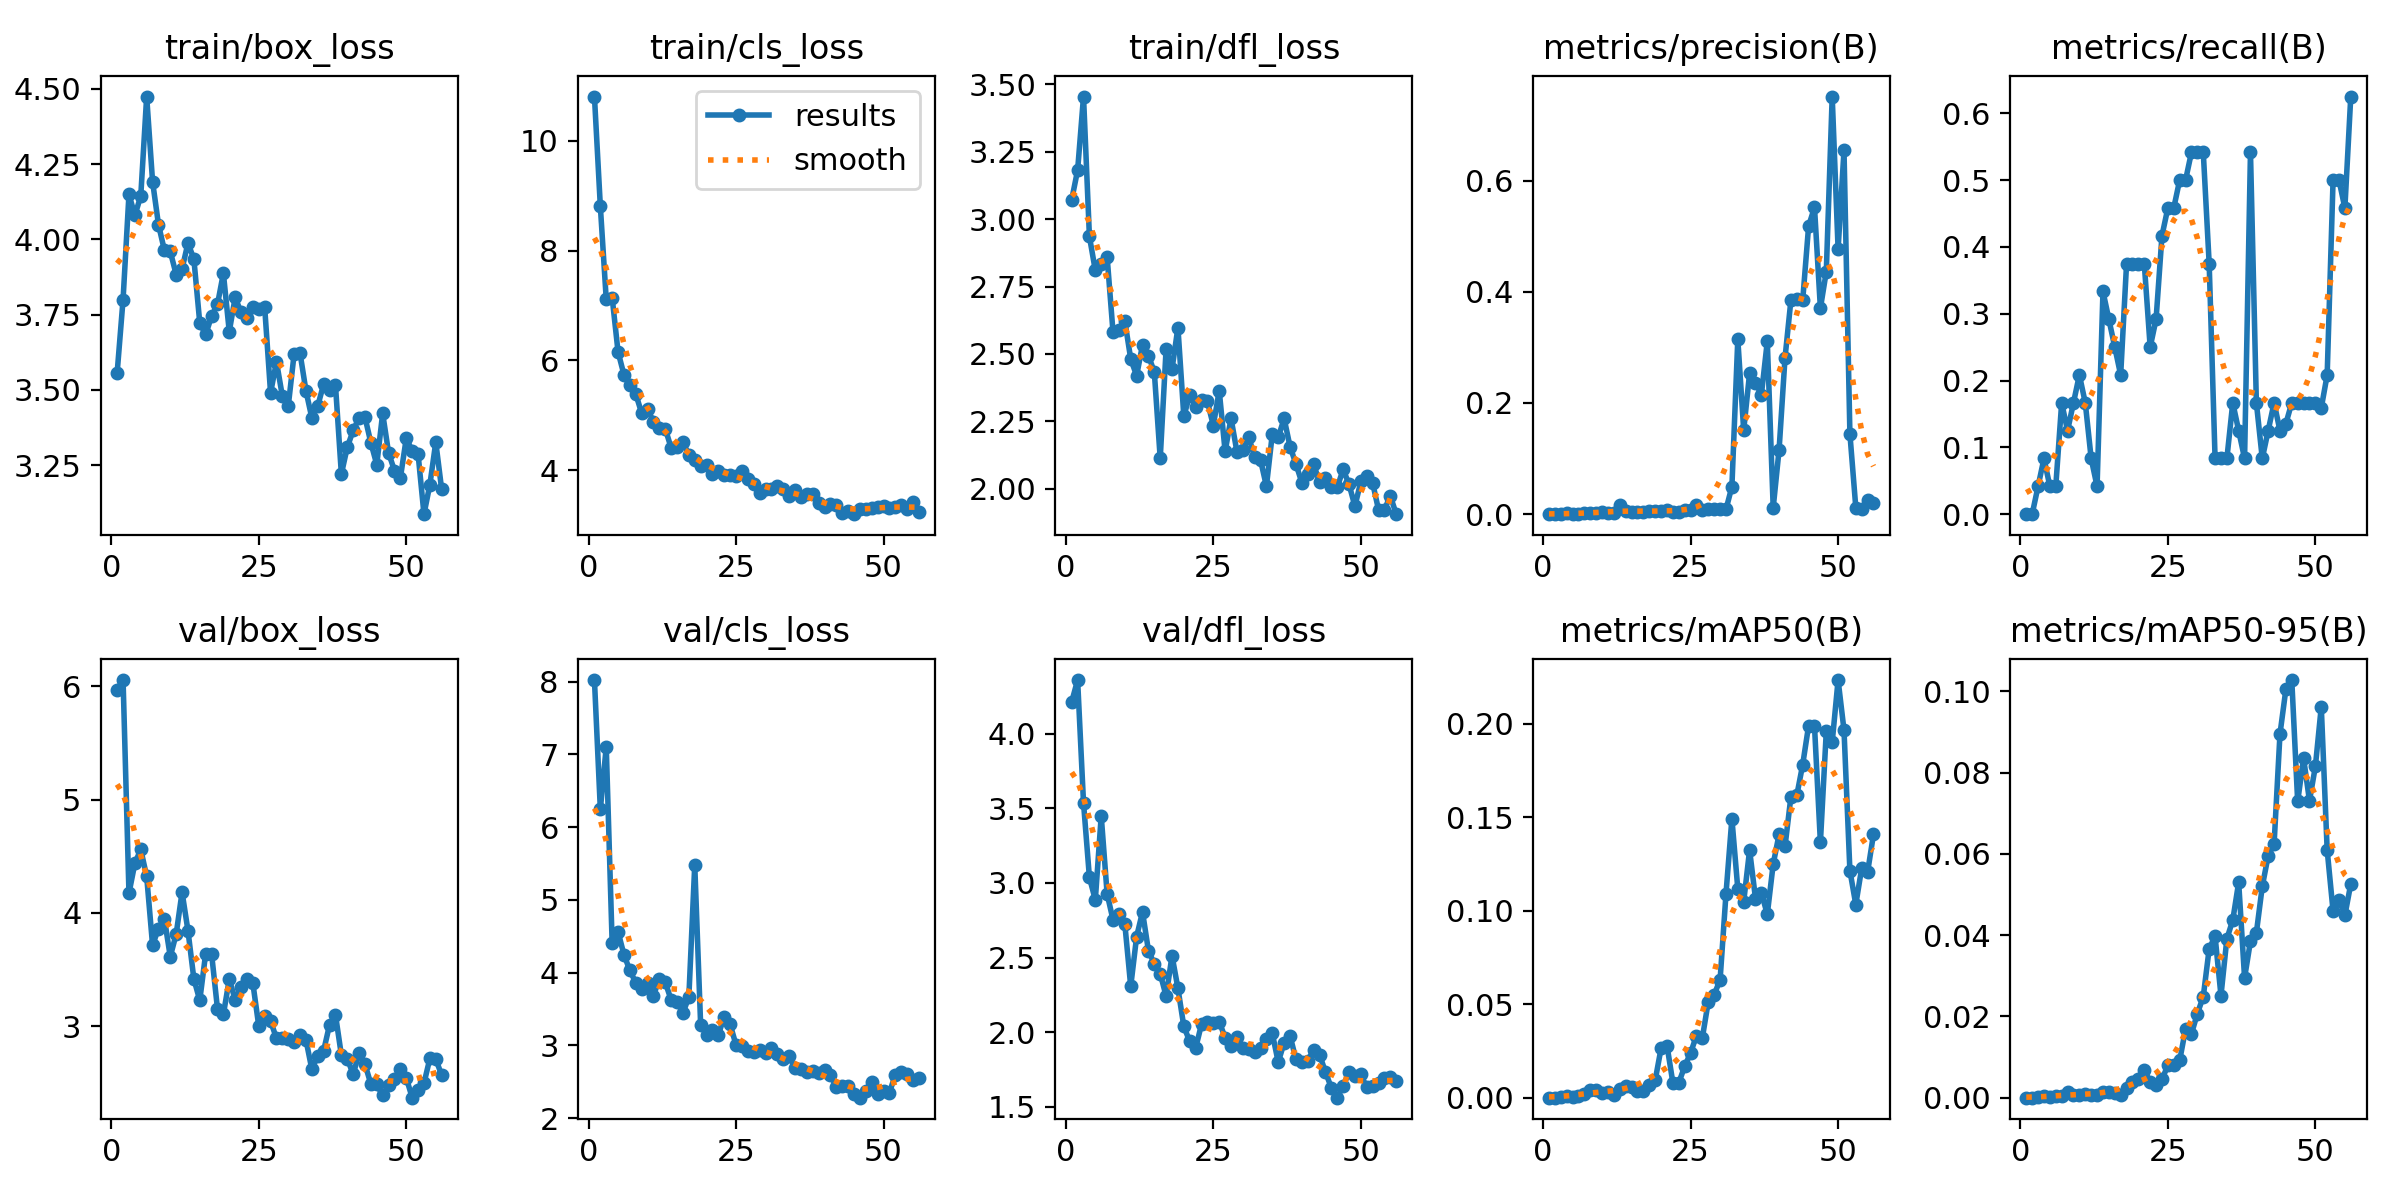 train/box_loss
4.50
4.25
4.00
3.75
3.50
3.25
0 25 50
train/cls_loss
results
smooth
10
8
6
4
0 25 50
train/dfl_loss
3.50
3.25
3.00
2.75
2.50
2.25
2.00
0 25 50
metrics/precision(B)
0.6
0.4
0.2
0.0
0 25 50
metrics/recall(B)
0.6
0.5
0.4
0.3
0.2
0.1
0.0
0 25 50
val/box_loss
6
5
4
3
0 25 50
val/cls_loss
8
7
6
5
4
3
2
0 25 50
val/dfl_loss
4.0
3.5
3.0
2.5
2.0
1.5
0 25 50
metrics/mAP50(B)
0.20
0.15
0.10
0.05
0.00
0 25 50
metrics/mAP50-95(B)
0.10
0.08
0.06
0.04
0.02
0.00
0 25 50